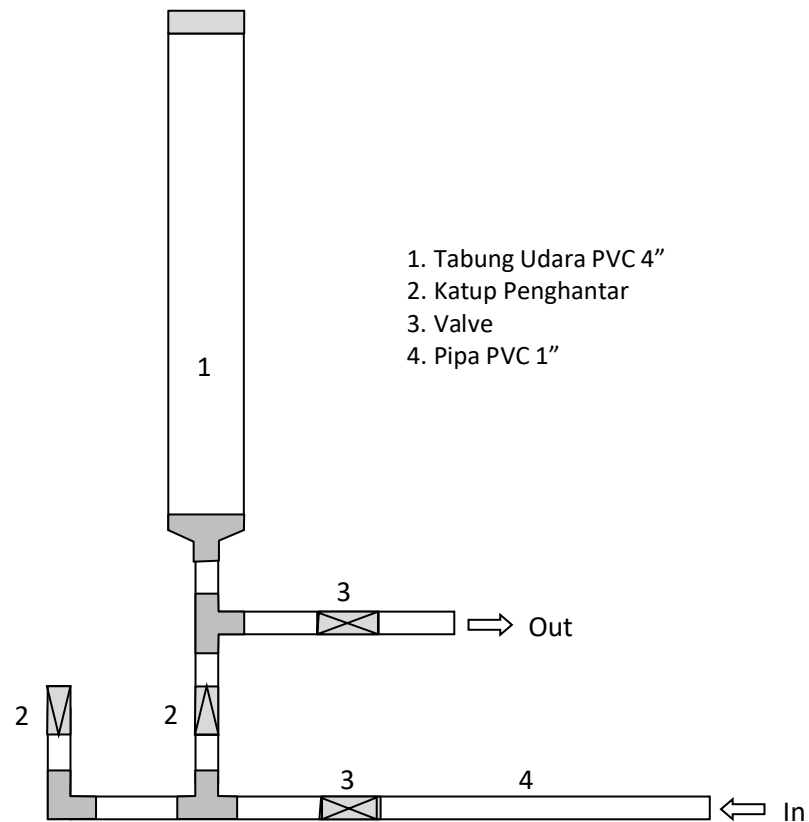 1. Tabung Udara PVC 4”
2. Katup Penghantar
3. Valve
4. Pipa PVC 1”
1
3
Out
2
2
3
4
In